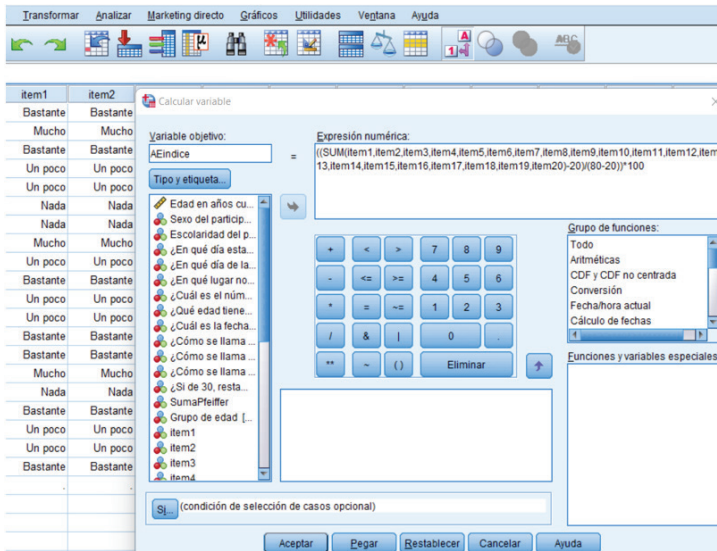 Transformar Analizar Marketing directo Gráficos Utilidades Ventana Ayuda
item1 item2
Bastante Bastante
Mucho Mucho
Bastante Bastante
Un poco Un poco
Un poco Un poco
Nada Nada
Nada Nada
Mucho Mucho
Un poco Un poco
Bastante Bastante
Un poco Un poco
Un poco Un poco
Bastante Bastante
Bastante Bastante
Mucho Mucho
Nada Nada
Bastante Bastante
Un poco Un poco
Un poco Un poco
Bastante Bastante
Calcular variable
Variable objetivo:
AEindice
=
Tipo y etiqueta...
Expresión numérica:
((SUM(item1,item2,item3,item4,item5,item6,item7,item8,item9,item10,item11,item12,item
13,item14,item15,item16,item17,item18,item19,item20)-20)/(80-20))*100
Edad en años cu...
Sexo del particip...
Escolaridad del p...
¿En qué día esta...
¿En qué día de la...
¿En qué lugar no...
¿Cuál es el núm...
¿Qué edad tiene...
¿Cuál es la fecha...
¿Cómo se llama ...
¿Cómo se llama ...
¿Cómo se llama ...
¿Si de 30, resta...
SumaPfeiffer
Grupo de edad [...
item1
item2
item3
item4
+ < > 7 8 9
- <= >= 4 5 6
* = ~= 1 2 3
/ & | 0 .
** ~ () Eliminar
Grupo de funciones:
Todo
Aritméticas
CDF y CDF no centrada
Conversión
Fecha/hora actual
Cálculo de fechas
Funciones y variables especiales
Si... (condición de selección de casos opcional)
Aceptar Pegar Restablecer Cancelar Ayuda